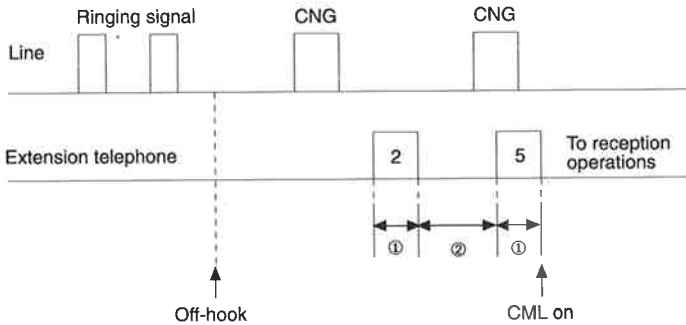 Ringing signal
CNG
CNG
Line
Extension telephone
2
5
To reception
operations
①
②
①
Off-hook
CML on